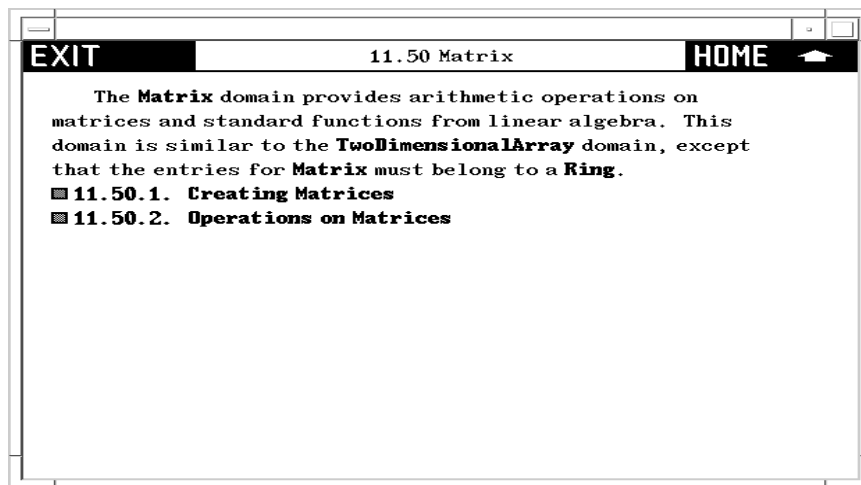 EXIT 11.50 Matrix HOME
The Matrix domain provides arithmetic operations on
matrices and standard functions from linear algebra. This
domain is similar to the TwoDimensionalArray domain, except
that the entries for Matrix must belong to a Ring.
11.50.1. Creating Matrices
11.50.2. Operations on Matrices